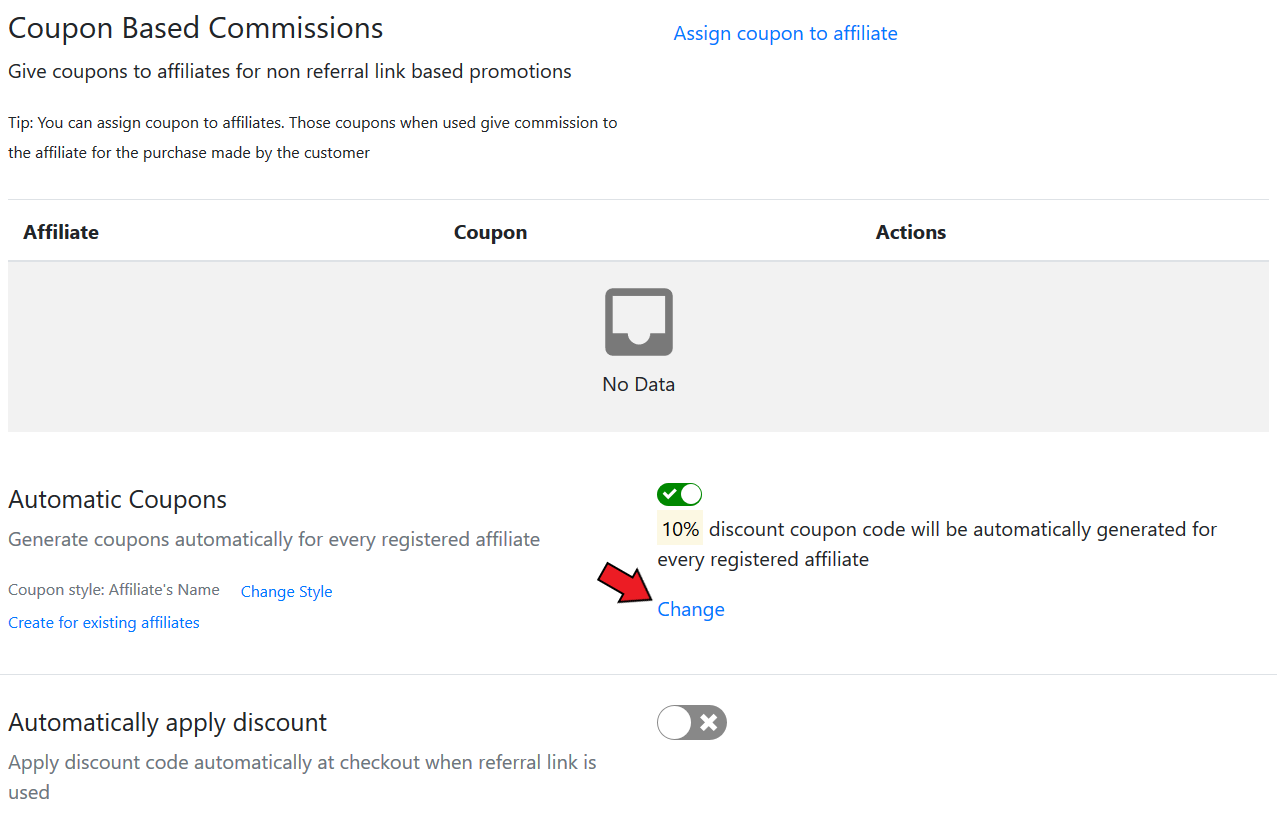 Coupon Based Commissions
Assign coupon to affiliate
Give coupons to affiliates for non referral link based promotions
Tip: You can assign coupon to affiliates. Those coupons when used give commission to
the affiliate for the purchase made by the customer
Affiliate Coupon Actions
No Data
Automatic Coupons
Generate coupons automatically for every registered affiliate
Coupon style: Affiliate's Name Change Style
Create for existing affiliates
10% discount coupon code will be automatically generated for
every registered affiliate
Change
Automatically apply discount
Apply discount code automatically at checkout when referral link is
used